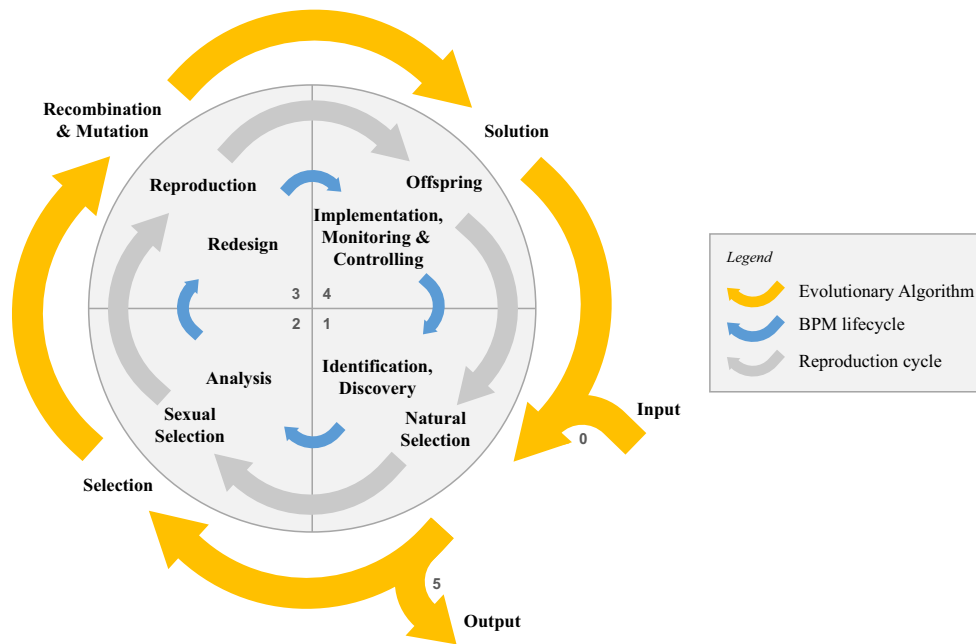 Recombination
& Mutation
Solution
Reproduction
Offspring
Implementation,
Monitoring &
Controlling
Redesign
3
4
2
1
Legend
Evolutionary Algorithm
BPM lifecycle
Reproduction cycle
Analysis
Identification,
Discovery
Sexual
Selection
Natural
Selection
Input
0
Selection
5
Output